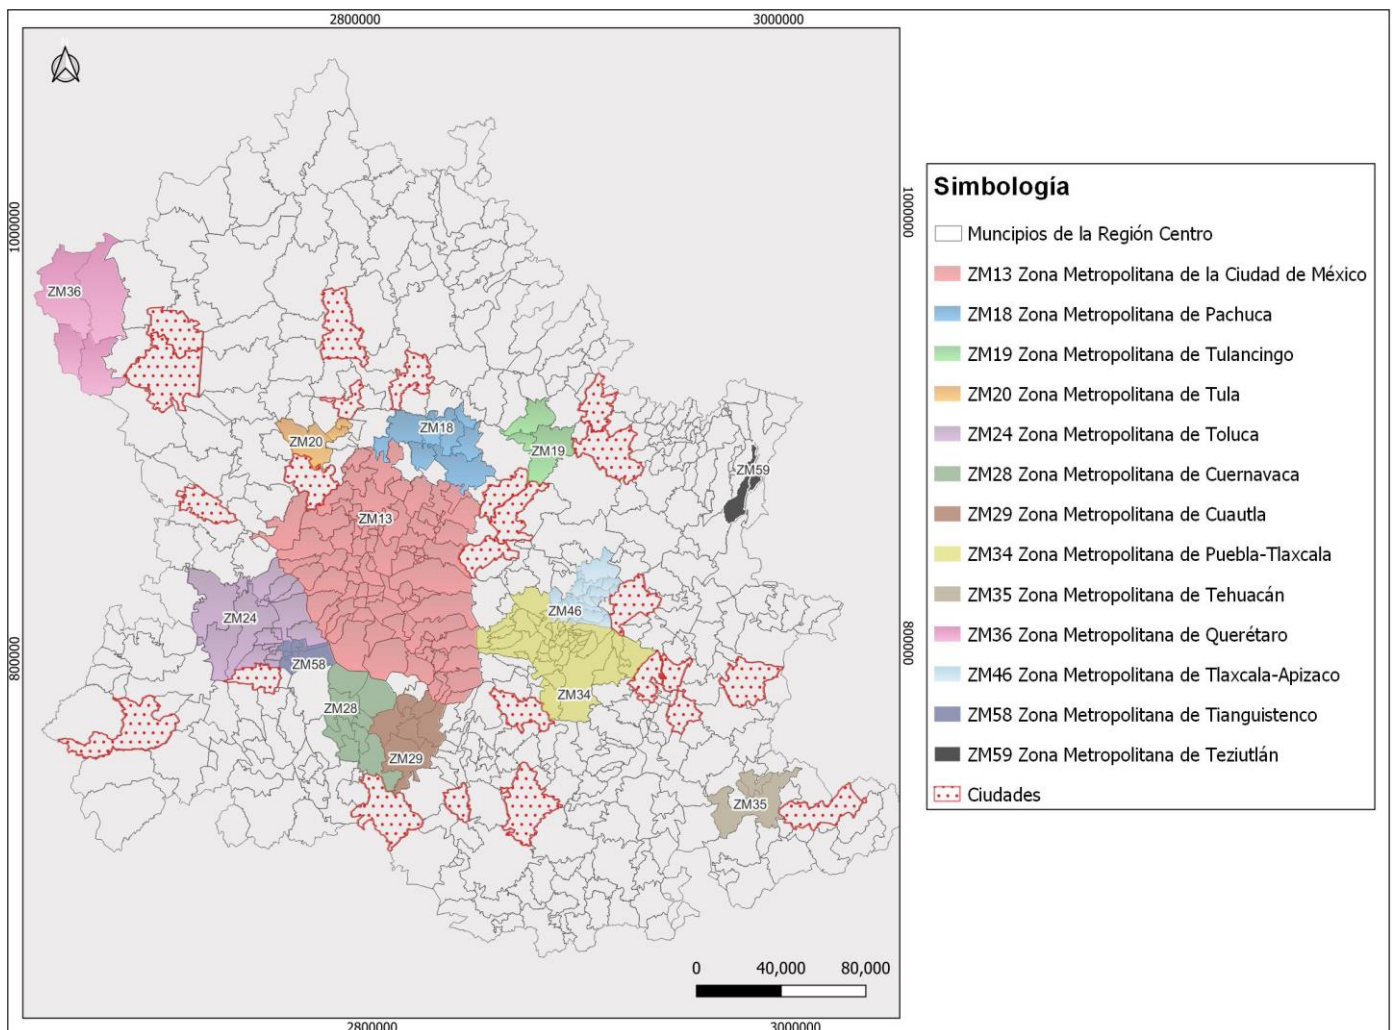 2800000
3000000
N
1000000
1000000
800000
800000
ZM36
ZM20
ZM18
ZM19
ZM59
ZM13
ZM24
ZM46
ZM58
ZM34
ZM28
ZM29
ZM35
0 40,000 80,000
2800000
3000000
Simbología
Muncipios de la Región Centro
ZM13 Zona Metropolitana de la Ciudad de México
ZM18 Zona Metropolitana de Pachuca
ZM19 Zona Metropolitana de Tulancingo
ZM20 Zona Metropolitana de Tula
ZM24 Zona Metropolitana de Toluca
ZM28 Zona Metropolitana de Cuernavaca
ZM29 Zona Metropolitana de Cuautla
ZM34 Zona Metropolitana de Puebla-Tlaxcala
ZM35 Zona Metropolitana de Tehuacán
ZM36 Zona Metropolitana de Querétaro
ZM46 Zona Metropolitana de Tlaxcala-Apizaco
ZM58 Zona Metropolitana de Tianguistenco
ZM59 Zona Metropolitana de Teziutlán
Ciudades